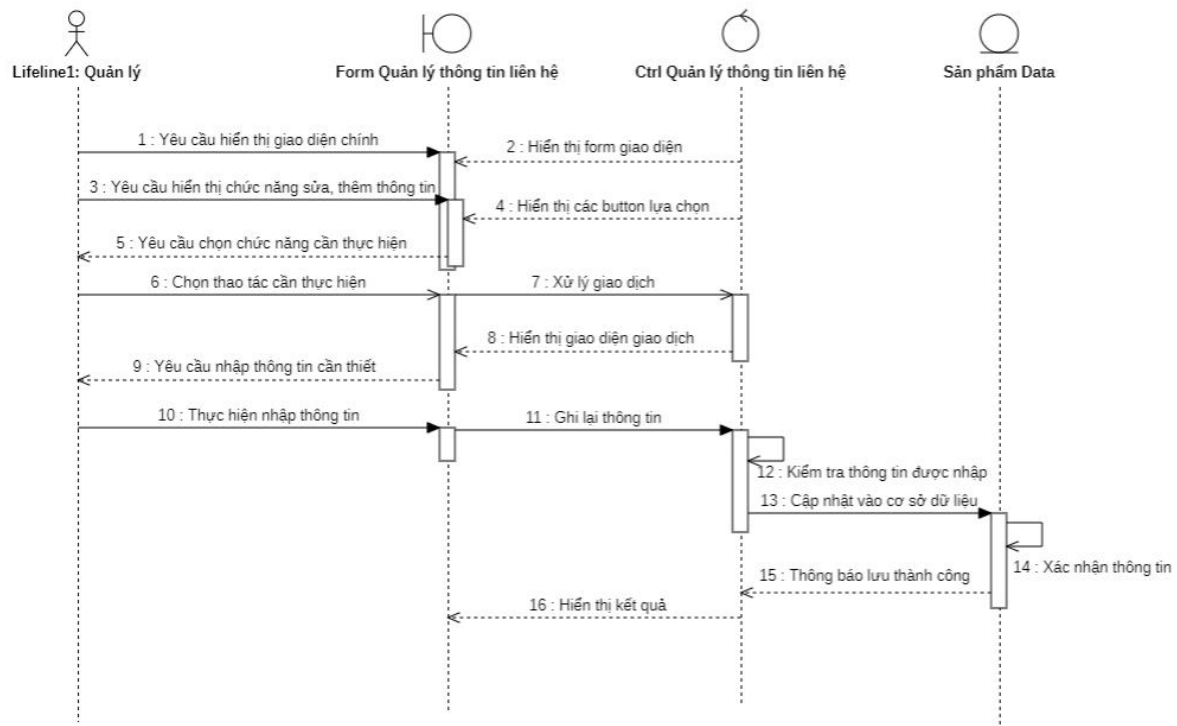 Lifeline1: Quản lý
Form Quản lý thông tin liên hệ
Ctrl Quản lý thông tin liên hệ
Sản phẩm Data
1 : Yêu cầu hiển thị giao diện chính
2 : Hiển thị form giao diện
3 : Yêu cầu hiển thị chức năng sửa, thêm thông tin
4 : Hiển thị các button lựa chọn
5 : Yêu cầu chọn chức năng cần thực hiện
6 : Chọn thao tác cần thực hiện
7 : Xử lý giao dịch
8 : Hiển thị giao diện giao dịch
9 : Yêu cầu nhập thông tin cần thiết
10 : Thực hiện nhập thông tin
11 : Ghi lại thông tin
12 : Kiểm tra thông tin được nhập
13 : Cập nhật vào cơ sở dữ liệu
14 : Xác nhận thông tin
15 : Thông báo lưu thành công
16 : Hiển thị kết quả